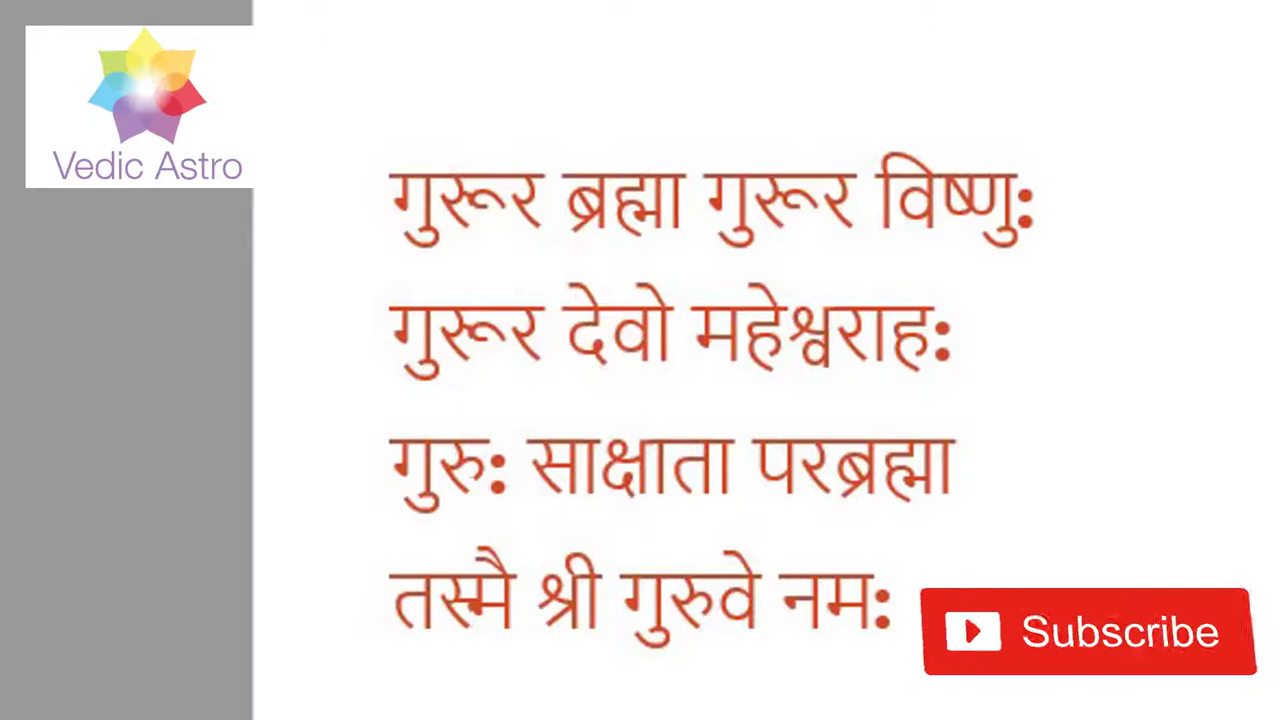 Vedic Astro
गुरूर ब्रह्मा गुरूर विष्णु:
गुरूर देवो महेश्वराह:
गुरु: साक्षाता परब्रह्मा
तस्मै श्री गुरुवे नम:
Subscribe